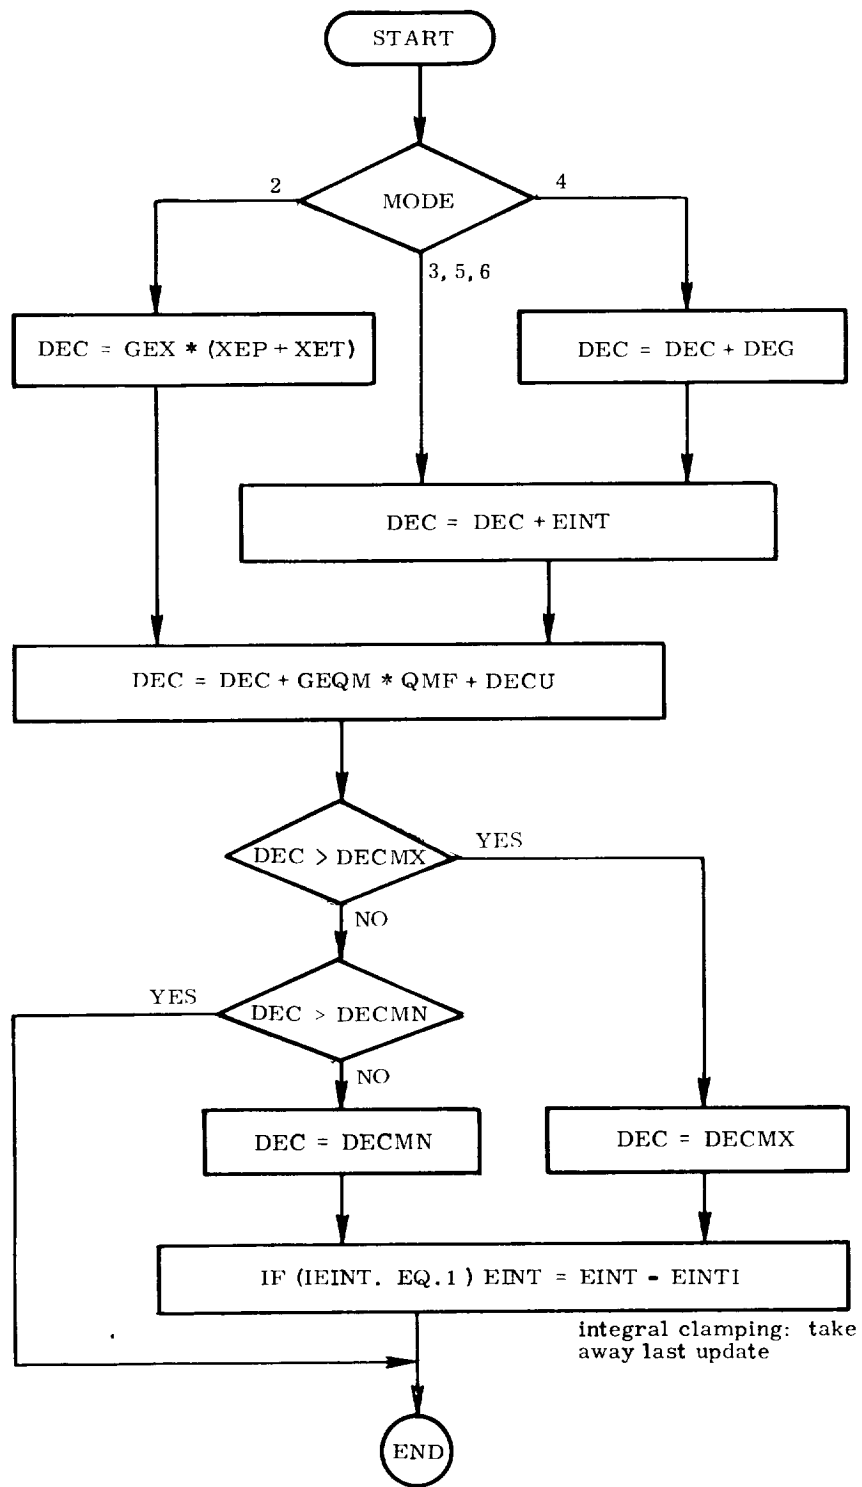 START
2
MODE
4
3, 5, 6
DEC = GEX * (XEP + XET)
DEC = DEC + DEG
DEC = DEC + EINT
DEC = DEC + GEQM * QMF + DECU
DEC > DECMX
YES
NO
YES
DEC > DECMN
NO
DEC = DECMN
DEC = DECMX
IF (IEINT. EQ.1) EINT = EINT - EINTI
integral clamping: take
away last update
END